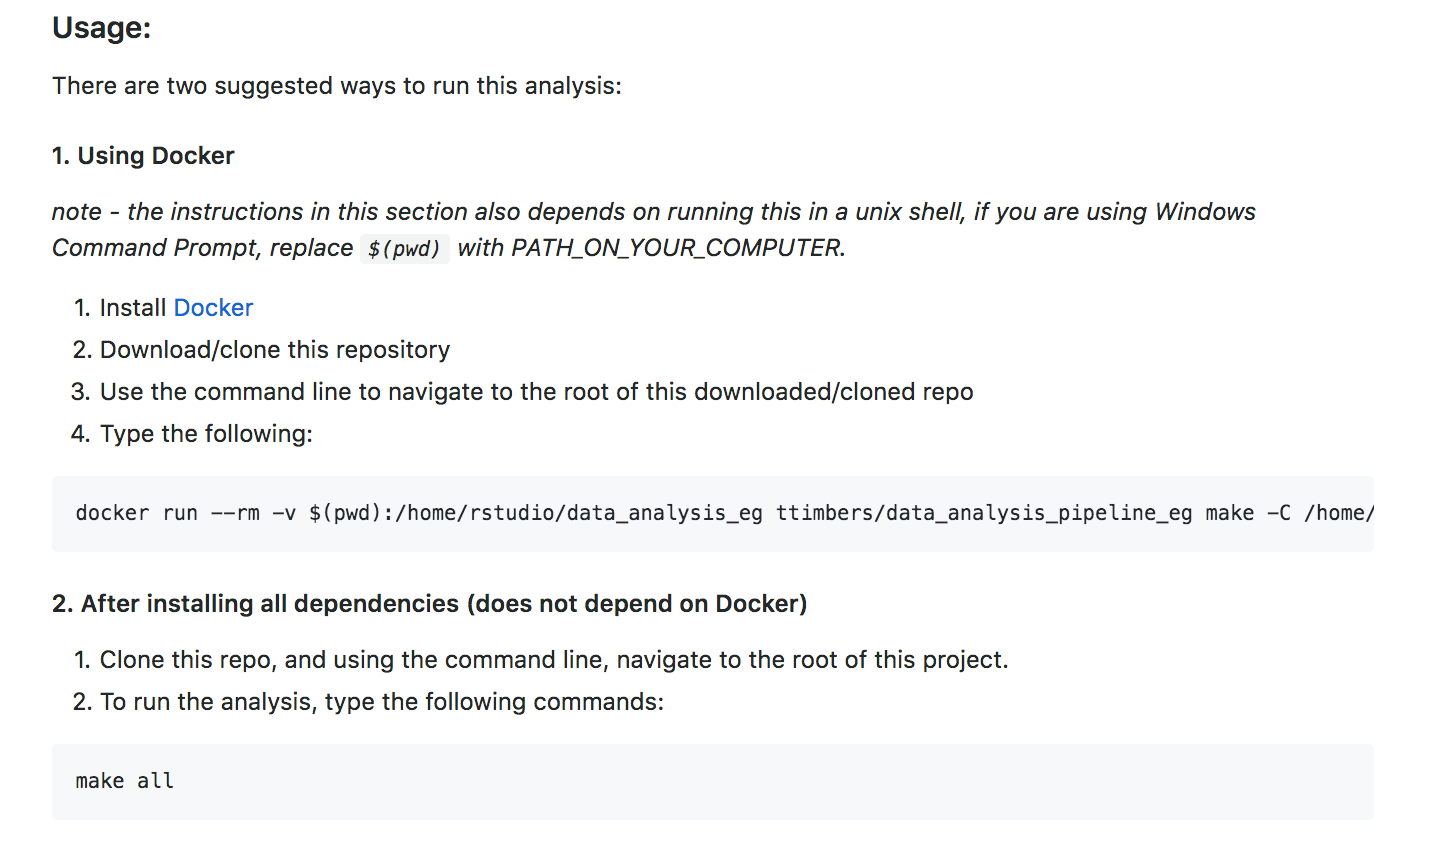 Usage:
There are two suggested ways to run this analysis:
1. Using Docker
note - the instructions in this section also depends on running this in a unix shell, if you are using Windows
Command Prompt, replace $(pwd) with PATH_ON_YOUR_COMPUTER.
1. Install Docker
2. Download/clone this repository
3. Use the command line to navigate to the root of this downloaded/cloned repo
4. Type the following:
docker run --rm -v $(pwd):/home/rstudio/data_analysis_eg ttimbers/data_analysis_pipeline_eg make -C /home/
2. After installing all dependencies (does not depend on Docker)
1. Clone this repo, and using the command line, navigate to the root of this project.
2. To run the analysis, type the following commands:
make all